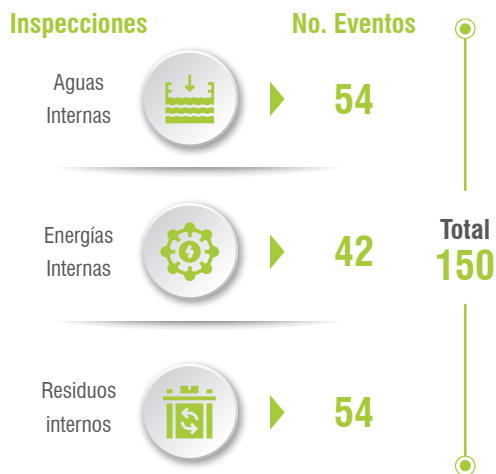 Inspecciones
No. Eventos
Aguas
Internas
54
Energías
Internas
42
Total
150
Residuos
internos
54